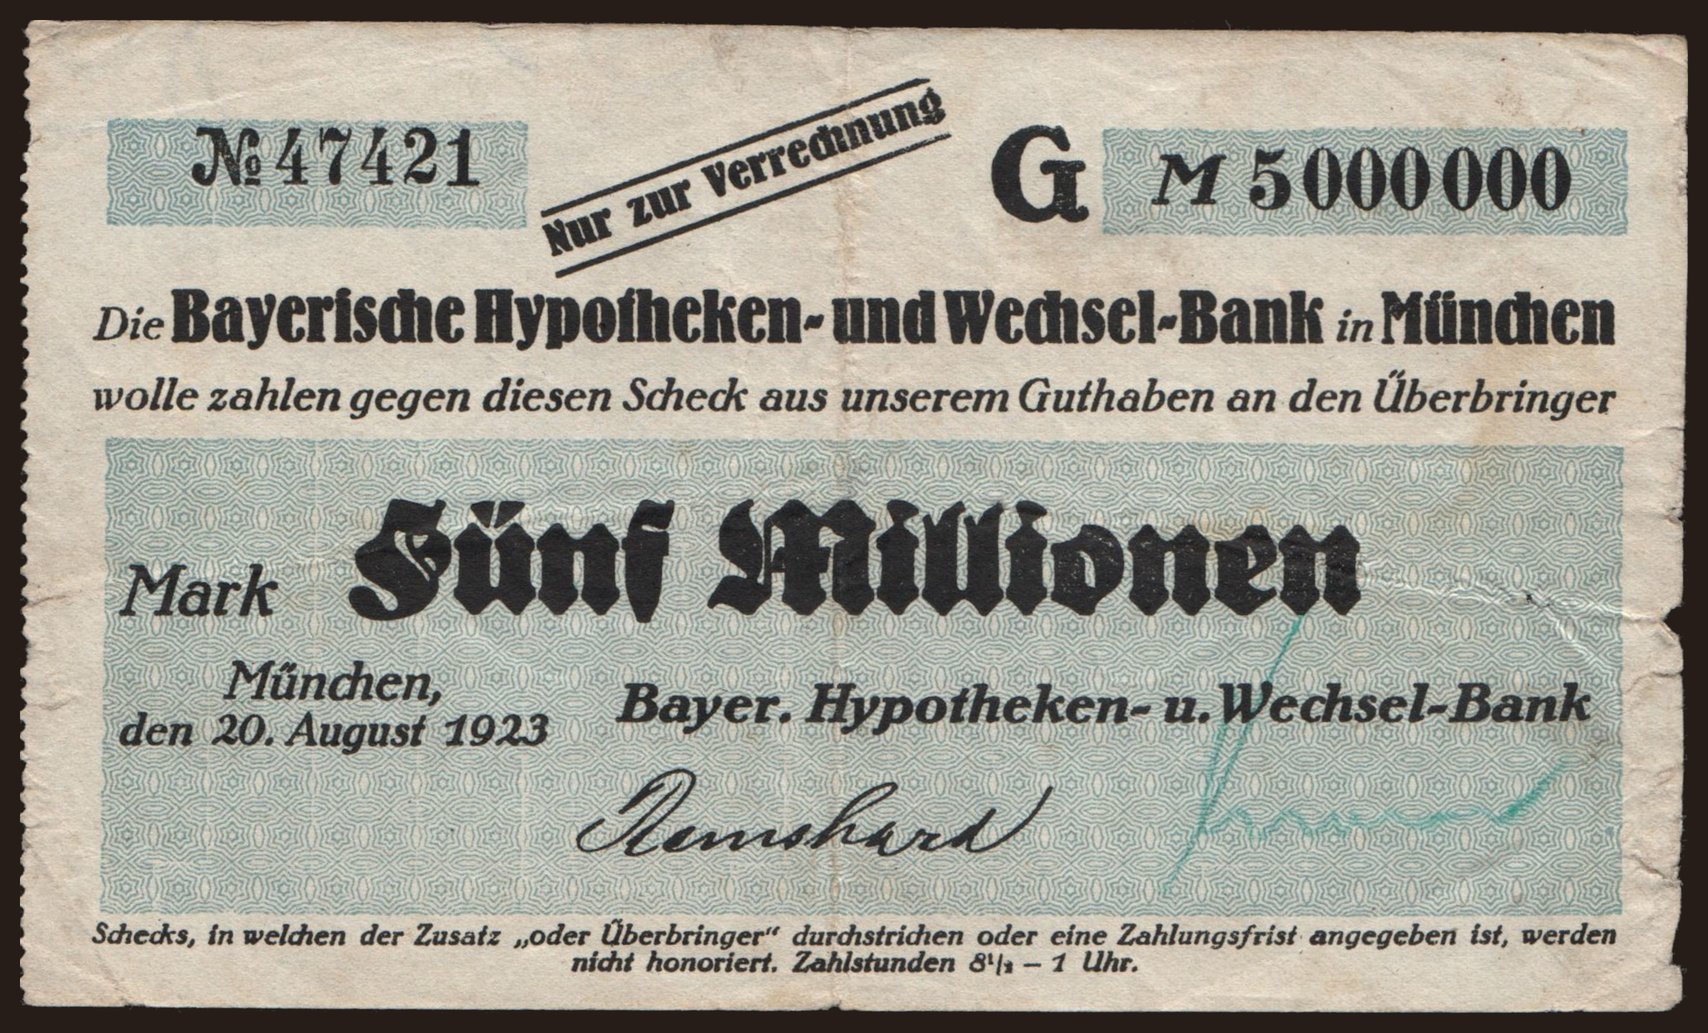 № 47421
Nur zur Verrechnung
G
M 5000000
Die Bayerische Hypotheken- und Wechsel-Bank in München
wolle zahlen gegen diesen Scheck aus unserem Guthaben an den Überbringer
Mark Fünf Millionen
München,
den 20. August 1923
Bayer. Hypotheken- u. Wechsel-Bank
Remshard
Schecks, in welchen der Zusatz „oder Überbringer“ durchstrichen oder eine Zahlungsfrist angegeben ist, werden
nicht honoriert. Zahlstunden 8½ – 1 Uhr.